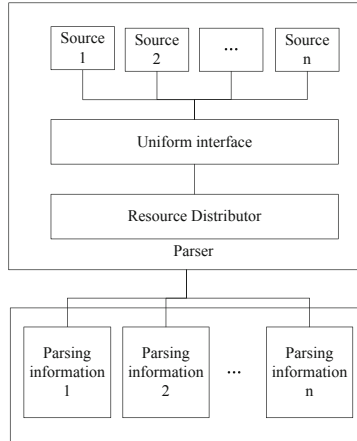 Source
1
Source
2
...
Source
n
Uniform interface
Resource Distributor
Parser
Parsing
information
1
Parsing
information
2
...
Parsing
information
n